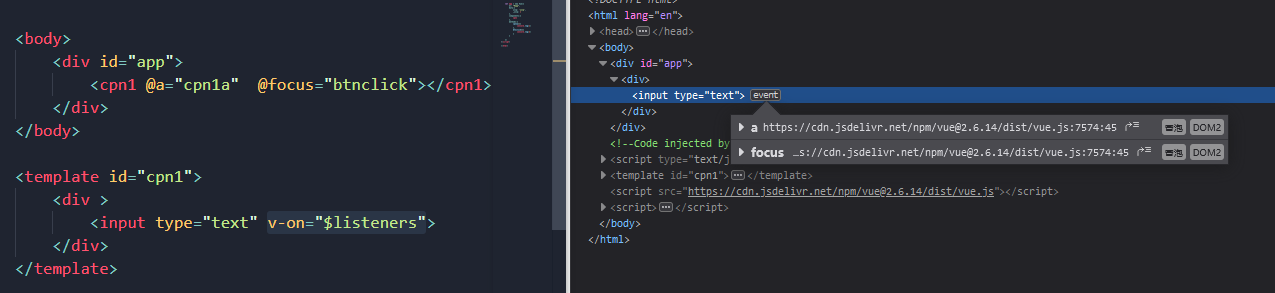 <body>
<div id="app">
<cpn1 @a="cpn1a" @focus="btnclick"></cpn1>
</div>
</body>
<template id="cpn1">
<div >
<input type="text" v-on="$listeners">
</div>
</template>
<!DOCTYPE html>
<html lang="en">
<head> </head>
<body>
<div id="app">
<div>
<input type="text"> event
</div>
</div>
a https://cdn.jsdelivr.net/npm/vue@2.6.14/dist/vue.js:7574:45 冒泡 DOM2
focus …s://cdn.jsdelivr.net/npm/vue@2.6.14/dist/vue.js:7574:45 冒泡 DOM2
<!--Code injected by
<script type="text/j
<template id="cpn1"> </template>
<script src="https://cdn.jsdelivr.net/npm/vue@2.6.14/dist/vue.js"></script>
<script> </script>
</body>
</html>